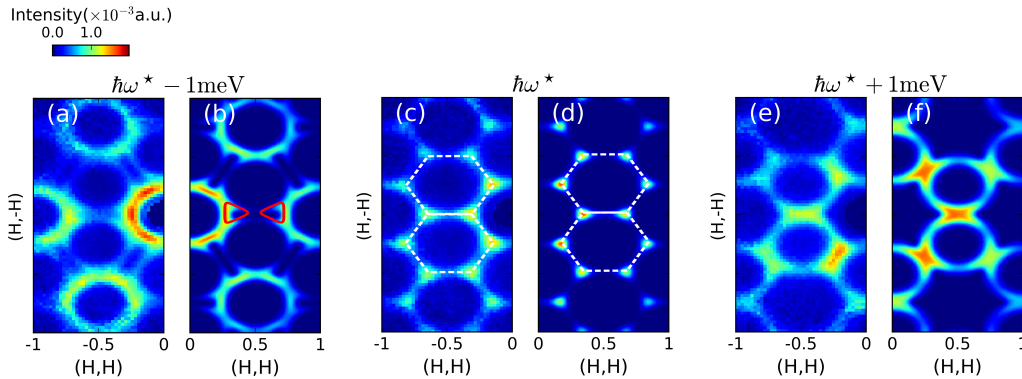 Intensity(×10⁻³a.u.)
0.0 1.0
ħω* − 1meV
ħω*
ħω* + 1meV
(a) (b) (c) (d) (e) (f)
(H,-H) (H,-H) (H,-H)
-1 -0.5 0 0 0.5 1 -1 -0.5 0 0 0.5 1 -1 -0.5 0 0 0.5 1
(H,H) (H,H) (H,H) (H,H) (H,H) (H,H)